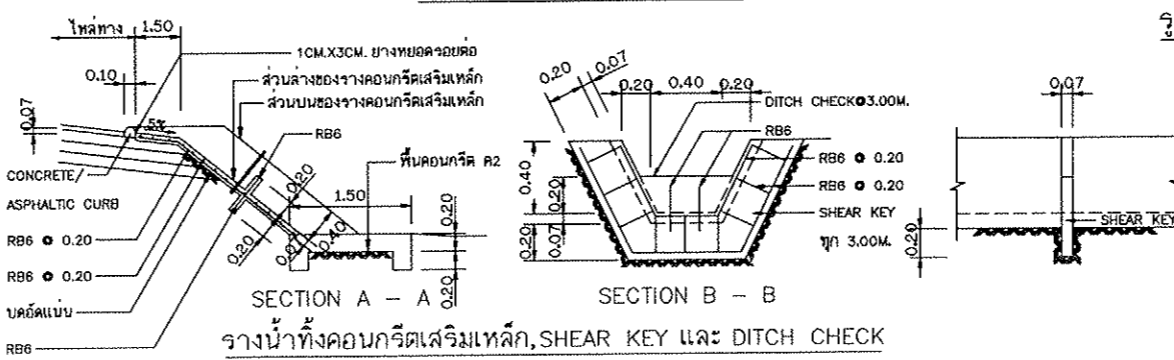 ไหล่ทาง 1.50
0.10
0.07
5%
1CM.X3CM. ยางหยอดรอยต่อ
ส่วนล่างของรางคอนกรีตเสริมเหล็ก
ส่วนบนของรางคอนกรีตเสริมเหล็ก
RB6
พื้นคอนกรีต ค2
CONCRETE/
ASPHALTIC CURB
RB6 @ 0.20
RB6 @ 0.20
บดอัดแน่น
RB6
0.20
1.50
0.20
0.40
0.20
0.20
SECTION A - A
0.20
0.07
0.20 0.40 0.20
DITCH CHECK@3.00M.
RB6
RB6 @ 0.20
RB6 @ 0.20
SHEAR KEY
ทุก 3.00M.
0.40
0.20
0.07
0.20
SECTION B - B
0.07
SHEAR KEY
0.20
รางน้ำทิ้งคอนกรีตเสริมเหล็ก,SHEAR KEY และ DITCH CHECK